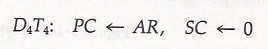 D₄T₄: PC ← AR, SC ← 0